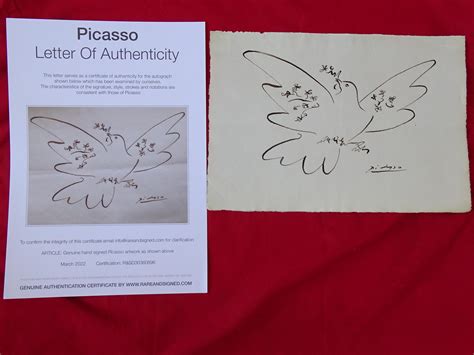 Picasso
Letter Of Authenticity
This letter serves as a certificate of authenticity for the autograph
shown below which has been examined by ourselves.
The characteristics of the signature, style, strokes and notations are
consistent with those of Picasso
Picasso
Picasso
To confirm the integrity of this certificate email info@rareandsigned.com for clarification
ARTICLE: Genuine hand signed Picasso artwork as shown above
March 2022 Certification:
GENUINE AUTHENTICATION CERTIFICATE BY WWW.RAREANDSIGNED.COM